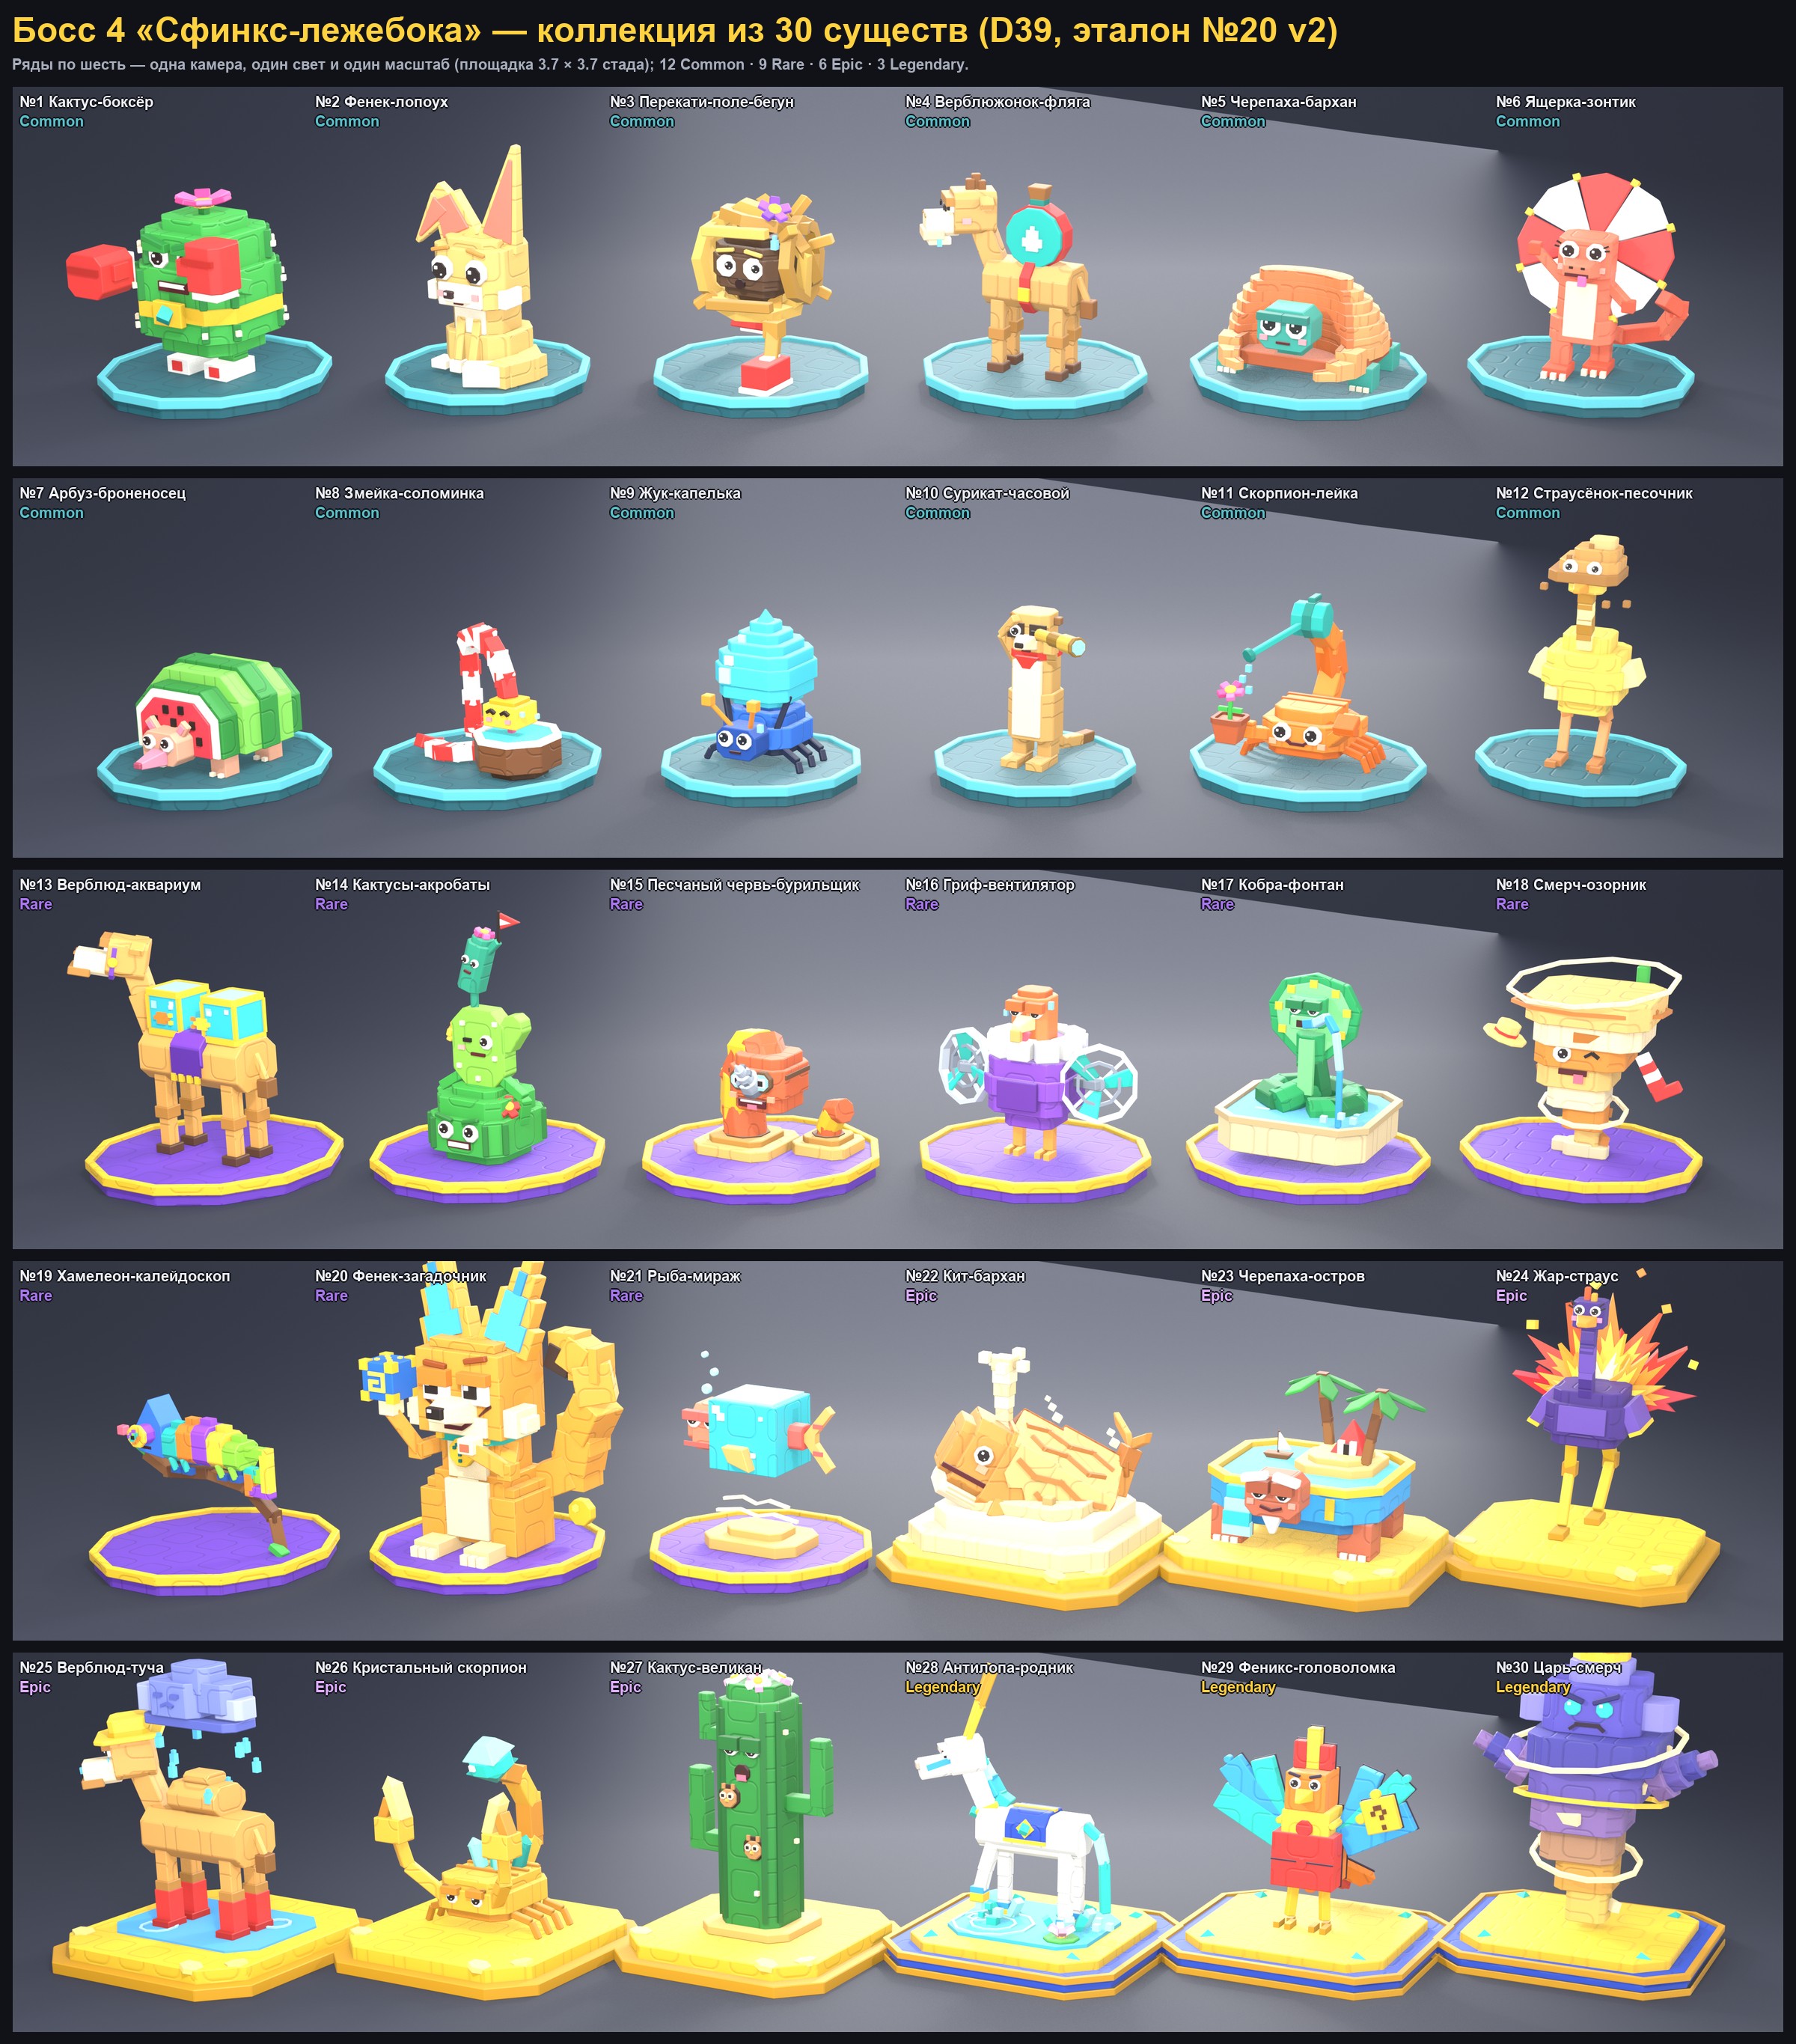 Босс 4 «Сфинкс-лежебока» — коллекция из 30 существ (D39, эталон №20 v2)
Ряды по шесть — одна камера, один свет и один масштаб (площадка 3.7 × 3.7 стада); 12 Common · 9 Rare · 6 Epic · 3 Legendary.
№1 Кактус-боксёр
Common
№2 Фенек-лопоух
Common
№3 Перекати-поле-бегун
Common
№4 Верблюжонок-фляга
Common
№5 Черепаха-бархан
Common
№6 Ящерка-зонтик
Common
№7 Арбуз-броненосец
Common
№8 Змейка-соломинка
Common
№9 Жук-капелька
Common
№10 Сурикат-часовой
Common
№11 Скорпион-лейка
Common
№12 Страусёнок-песочник
Common
№13 Верблюд-аквариум
Rare
№14 Кактусы-акробаты
Rare
№15 Песчаный червь-бурильщик
Rare
№16 Гриф-вентилятор
Rare
№17 Кобра-фонтан
Rare
№18 Смерч-озорник
Rare
№19 Хамелеон-калейдоскоп
Rare
№20 Фенек-загадочник
Rare
№21 Рыба-мираж
Rare
№22 Кит-бархан
Epic
№23 Черепаха-остров
Epic
№24 Жар-страус
Epic
№25 Верблюд-туча
Epic
№26 Кристальный скорпион
Epic
№27 Кактус-великан
Epic
№28 Антилопа-родник
Legendary
№29 Феникс-головоломка
Legendary
№30 Царь-смерч
Legendary